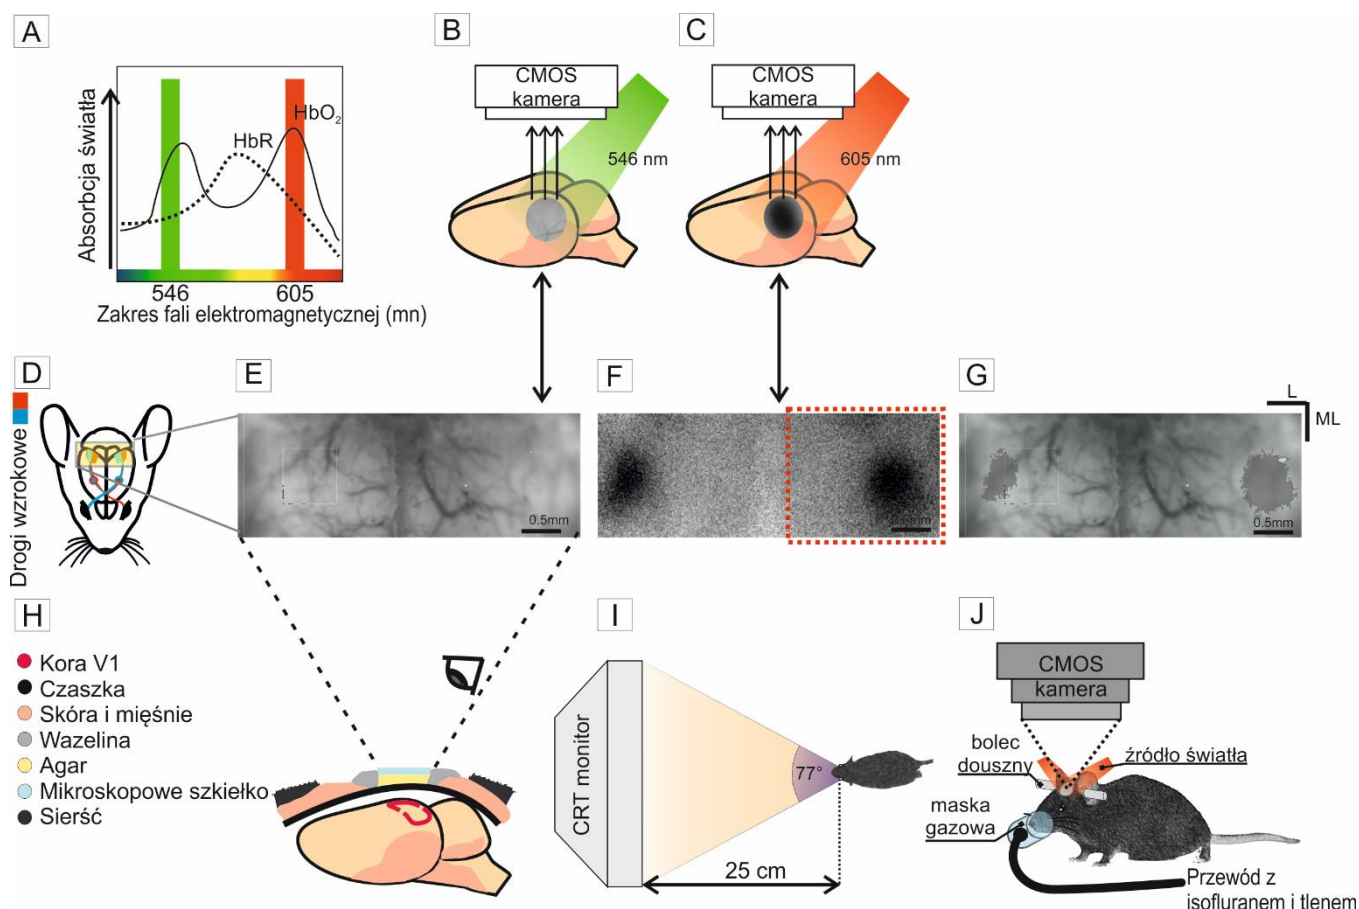 A
Absorbcja światła
HbR
HbO2
546
605
Zakres fali elektromagnetycznej (mn)
B
CMOS
kamera
546 nm
C
CMOS
kamera
605 nm
D
Drogi wzrokowe
E
0.5mm
F
G
L
ML
0.5mm
H
Kora V1
Czaszka
Skóra i mięśnie
Wazelina
Agar
Mikroskopowe szkiełko
Sierść
I
CRT monitor
77°
25 cm
J
CMOS
kamera
bolec
douszny
źródło światła
maska
gazowa
Przewód z
isofluranem i tlenem